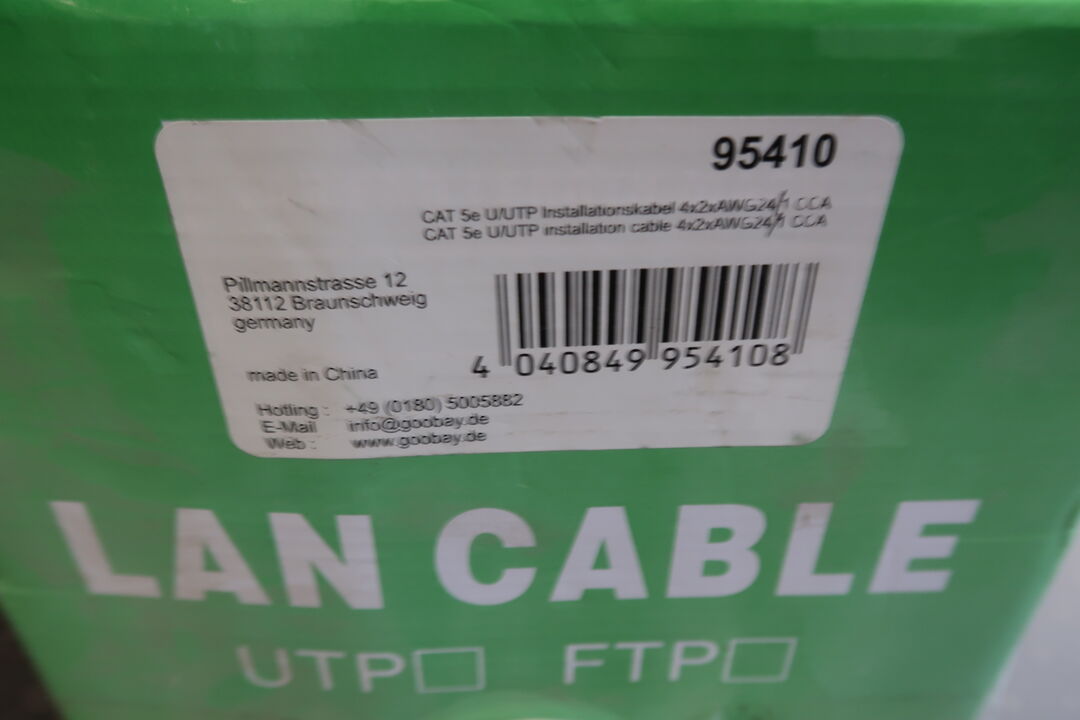 95410
CAT 5e U/UTP Installationskabel 4x2xAWG24/1 CCA
CAT 5e U/UTP installation cable 4x2xAWG24/1 CCA
Pillmannstrasse 12
38112 Braunschweig
germany
made in China
4 040849 954108
Hotling : +49 (0180) 5005882
E-Mail info@goobay.de
Web : www.goobay.de
LAN CABLE
UTP FTP